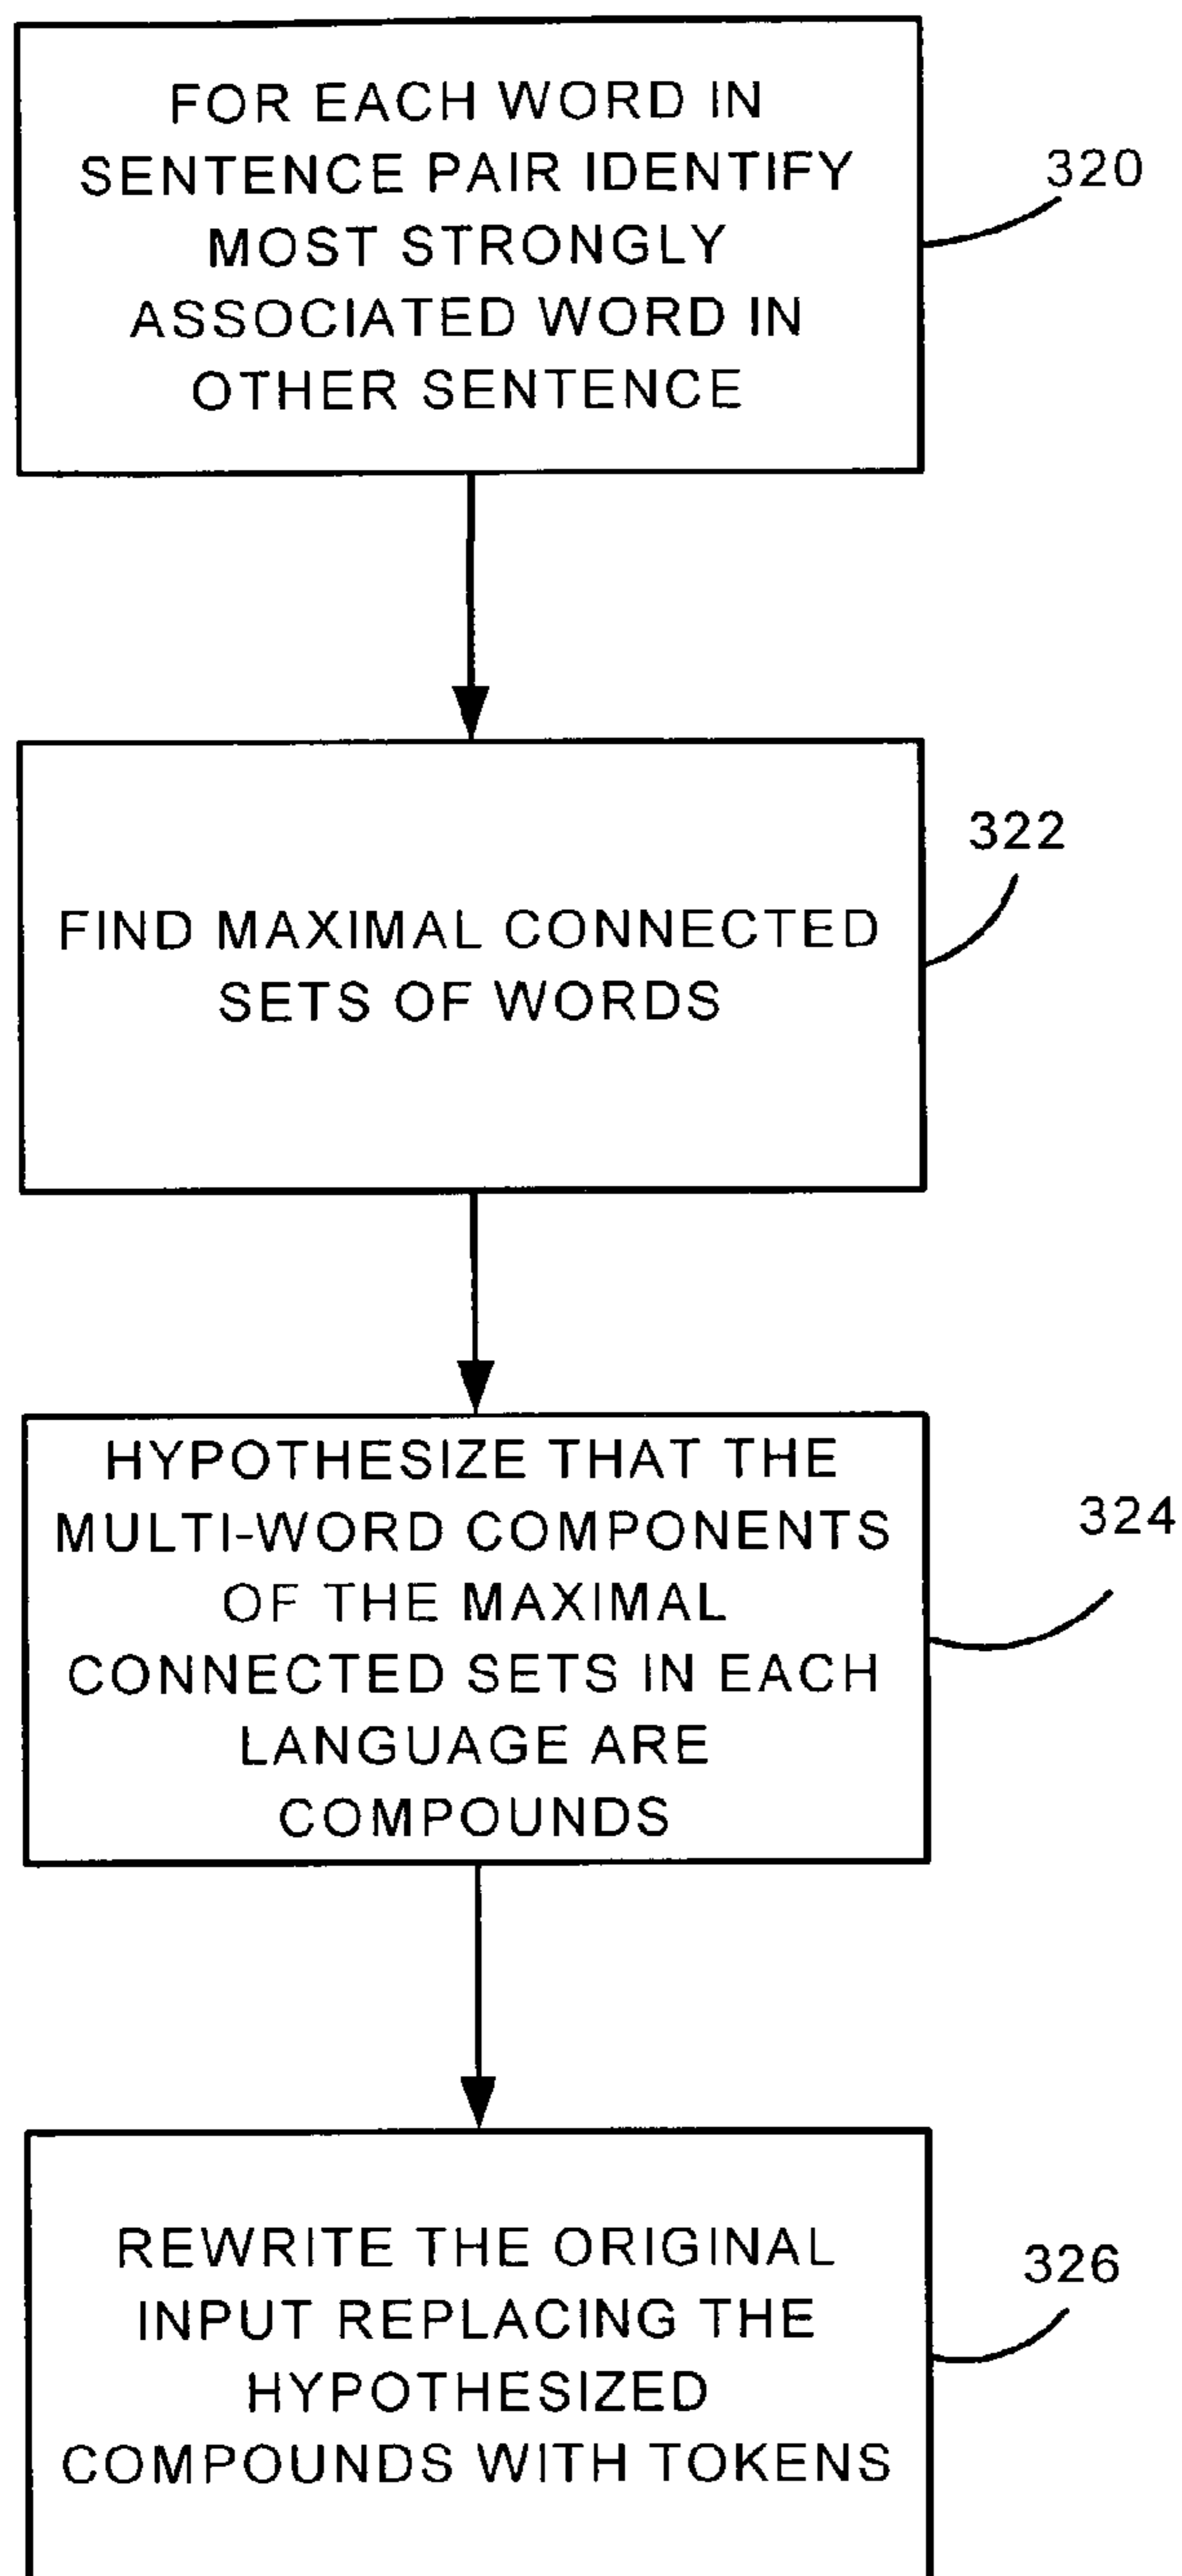 FOR EACH WORD IN
SENTENCE PAIR IDENTIFY
MOST STRONGLY
ASSOCIATED WORD IN
OTHER SENTENCE
320
FIND MAXIMAL CONNECTED
SETS OF WORDS
322
HYPOTHESIZE THAT THE
MULTI-WORD COMPONENTS
OF THE MAXIMAL
CONNECTED SETS IN EACH
LANGUAGE ARE
COMPOUNDS
324
REWRITE THE ORIGINAL
INPUT REPLACING THE
HYPOTHESIZED
COMPOUNDS WITH TOKENS
326